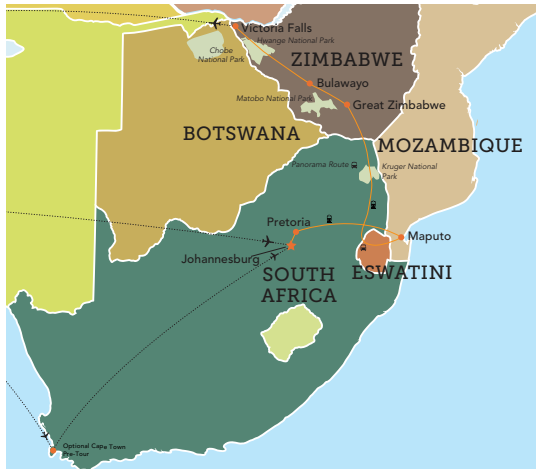 Victoria Falls
Hwange National Park
Chobe
National Park
ZIMBABWE
Bulawayo
Matobo National Park
Great Zimbabwe
BOTSWANA
MOZAMBIQUE
Panorama Route
Kruger National
Park
Pretoria
Maputo
Johannesburg
SOUTH
AFRICA
ESWATINI
Optional Cape Town
Pre-Tour